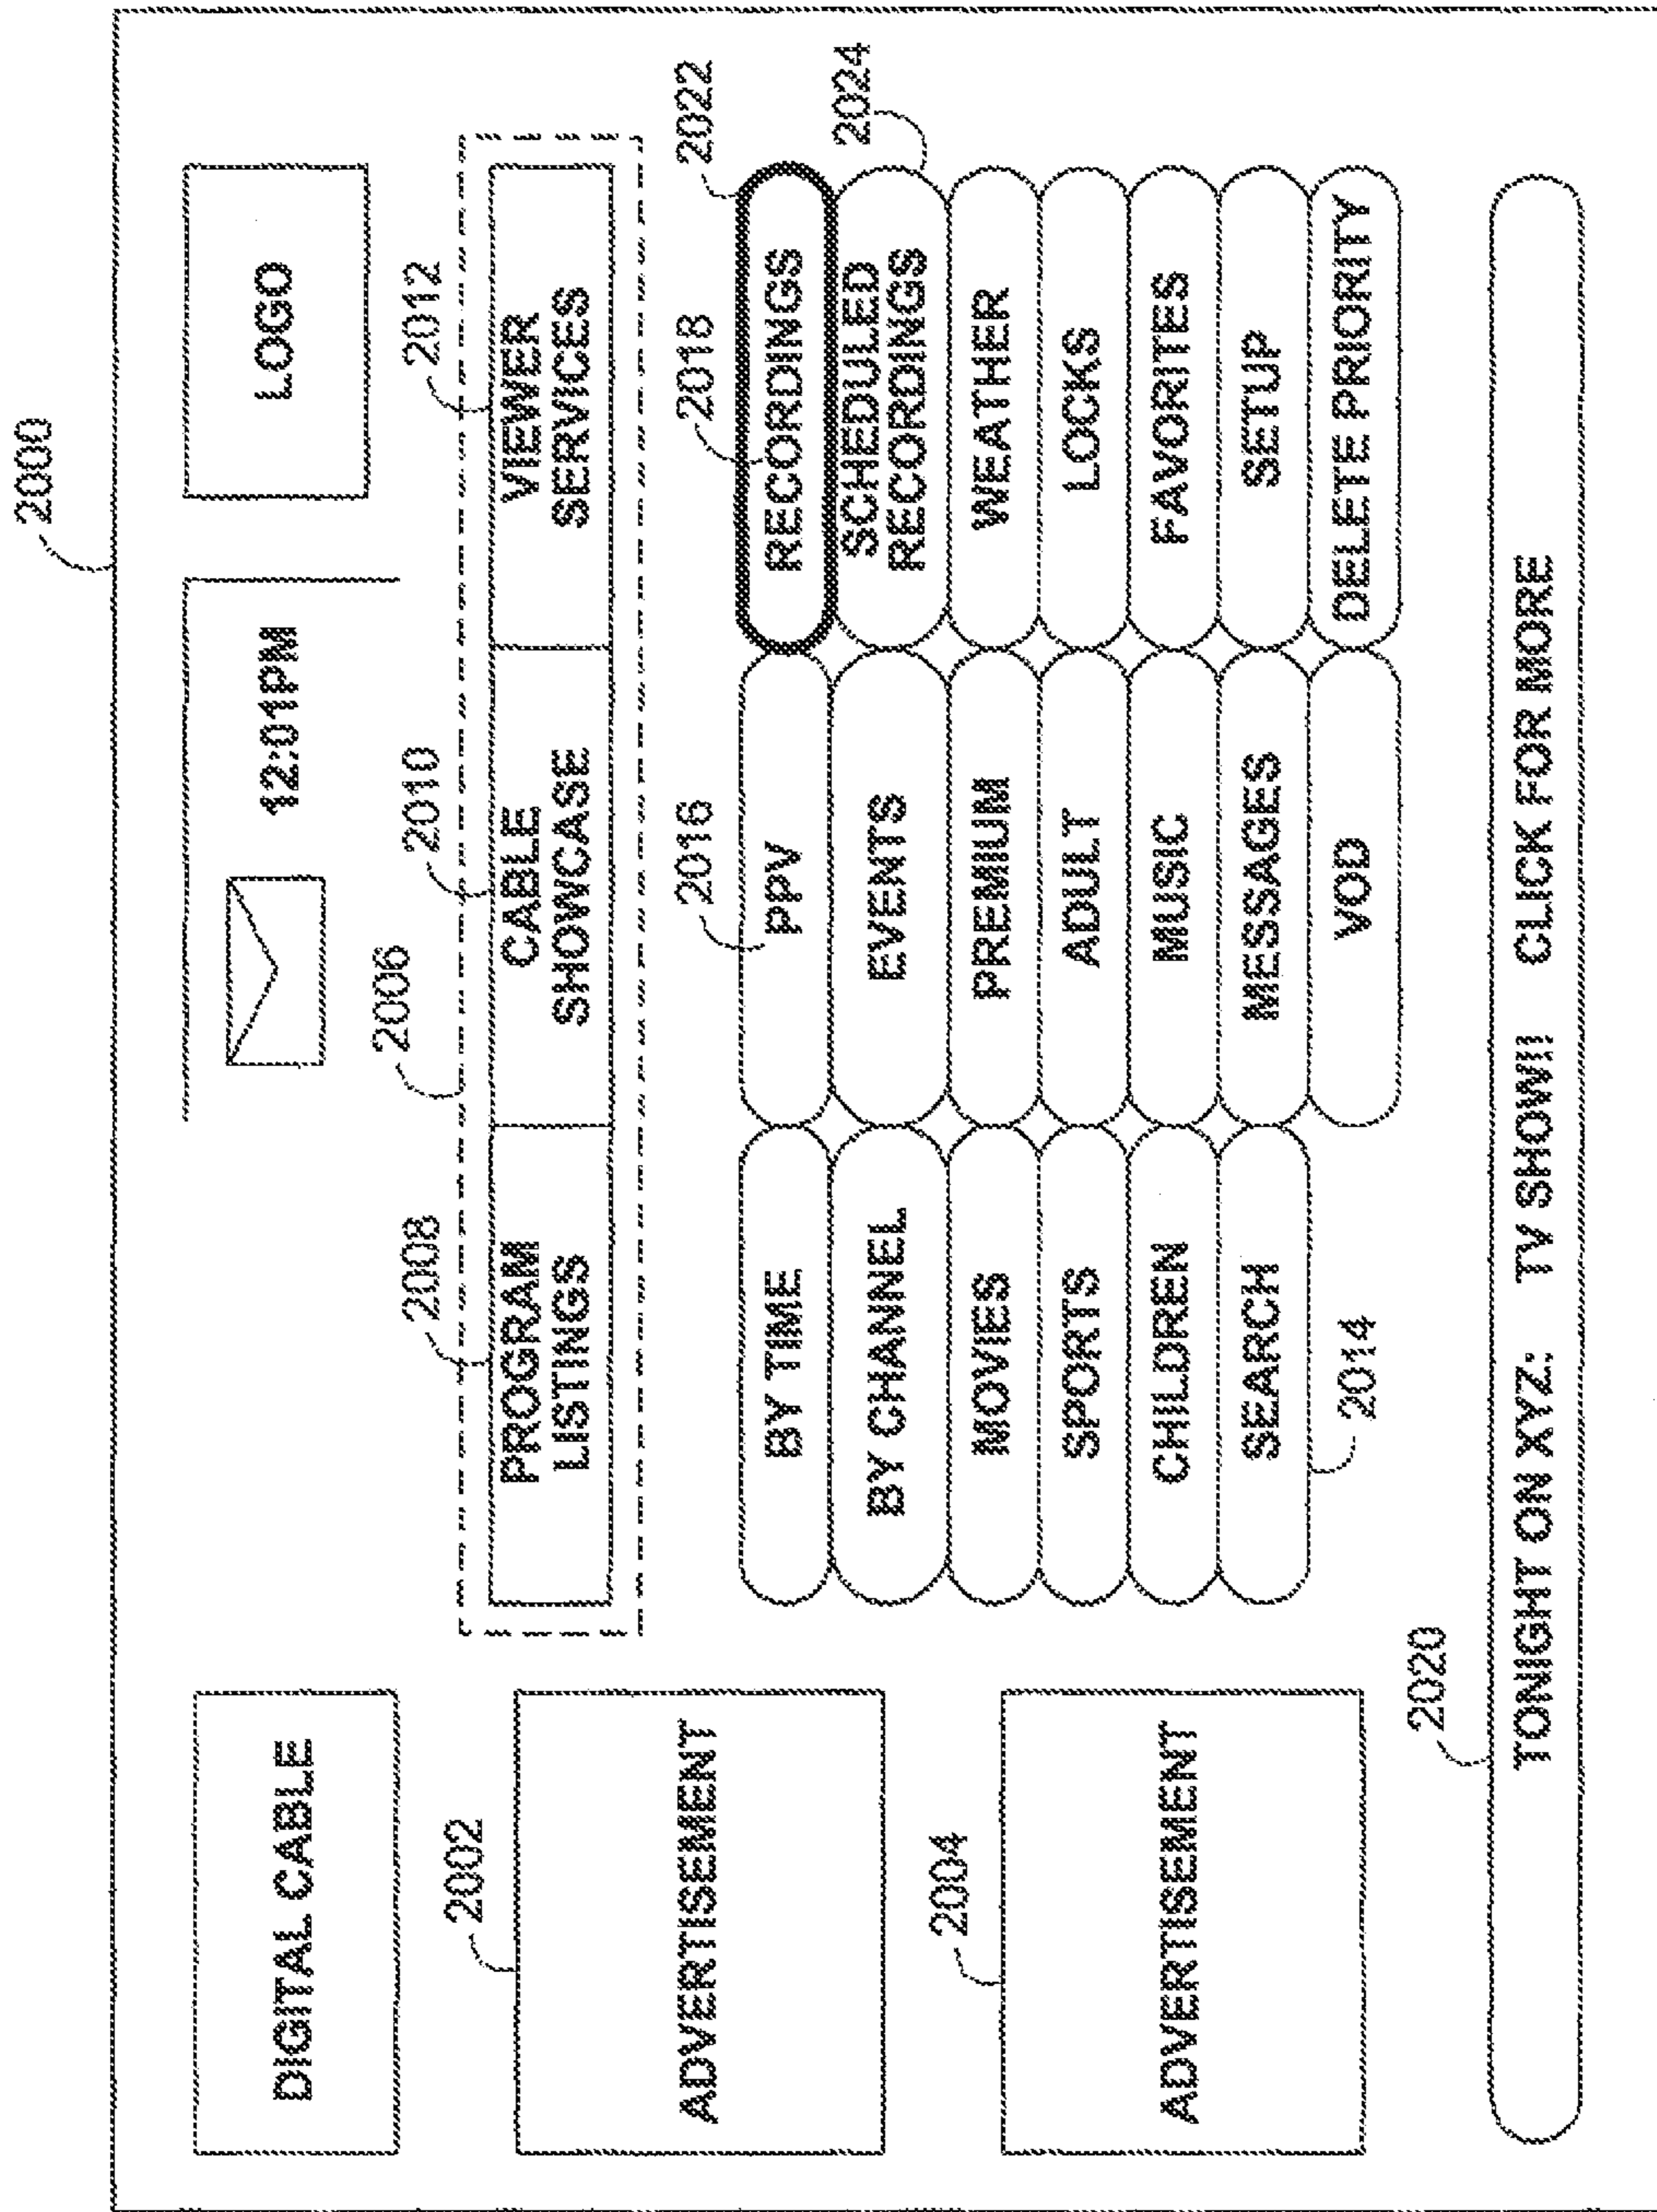 2000
DIGITAL CABLE
12:01PM
LOGO
2002
ADVERTISEMENT
2004
ADVERTISEMENT
2006
2008
2010
2012
PROGRAM
LISTINGS
CABLE
SHOWCASE
VIEWER
SERVICES
BY TIME
BY CHANNEL
MOVIES
SPORTS
CHILDREN
SEARCH
2014
2016
PPV
EVENTS
PREMIUM
ADULT
MUSIC
MESSAGES
VOD
2018
2022
RECORDINGS
2024
SCHEDULED
RECORDINGS
WEATHER
LOCKS
FAVORITES
SETUP
DELETE PRIORITY
2020
TONIGHT ON XYZ: TV SHOW!! CLICK FOR MORE